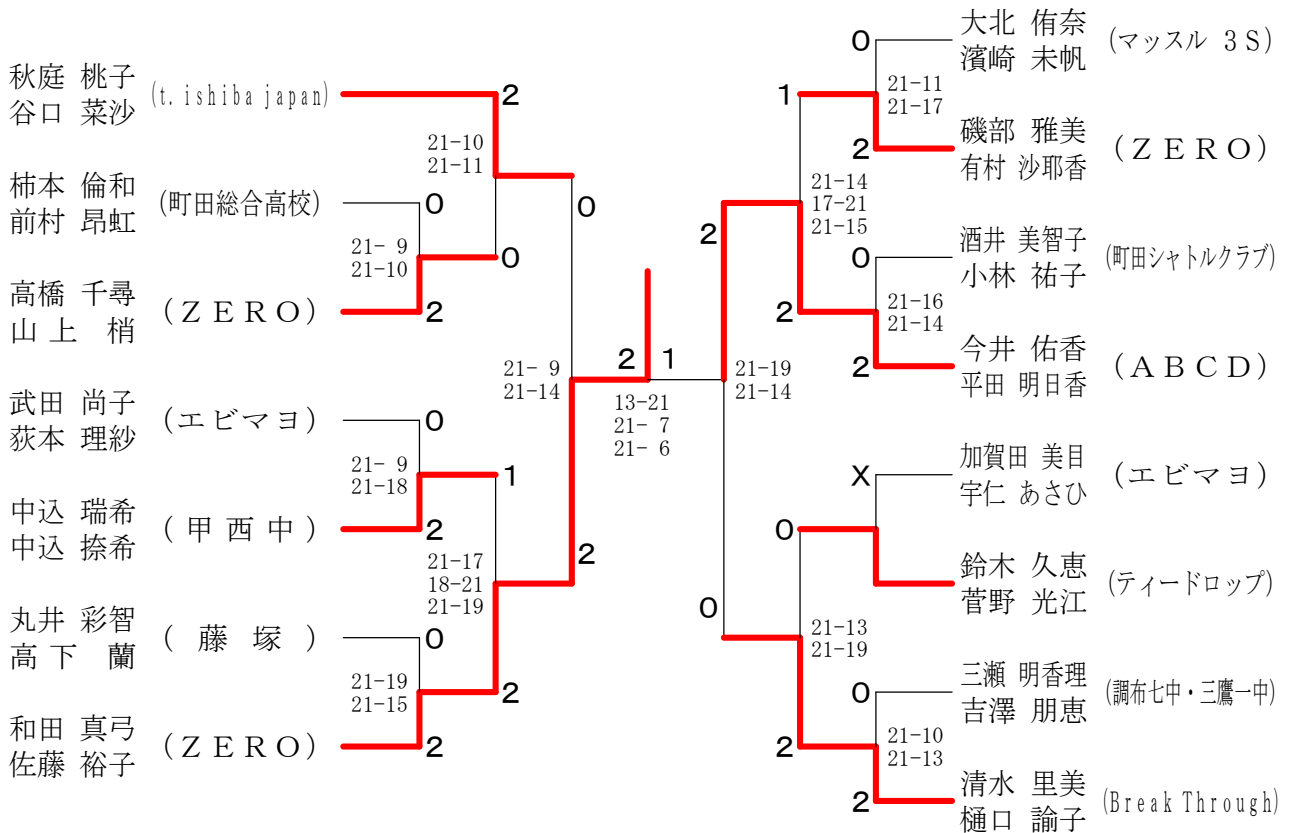 秋庭 桃子
谷口 菜沙
(t. ishiba japan)
2
21-10
21-11
柿本 倫和
前村 昂虹
(町田総合高校)
0
21- 9
21-10
0
高橋 千尋
山上 梢
(ZERO)
2
0
武田 尚子
荻本 理紗
(エビマヨ)
0
21- 9
21-18
1
中込 瑞希
中込 捺希
(甲西中)
2
21-17
18-21
21-19
2
丸井 彩智
高下 蘭
(藤塚)
0
21-19
21-15
2
和田 真弓
佐藤 裕子
(ZERO)
2
21- 9
21-14
2
1
13-21
21- 7
21- 6
21-19
21-14
2
0
0
大北 侑奈
濱崎 未帆
(マッスル 3S)
21-11
21-17
1
2
磯部 雅美
有村 沙耶香
(ZERO)
21-14
17-21
21-15
0
酒井 美智子
小林 祐子
(町田シャトルクラブ)
21-16
21-14
2
2
今井 佑香
平田 明日香
(ABCD)
X
加賀田 美目
宇仁 あさひ
(エビマヨ)
0
鈴木 久恵
菅野 光江
(ティードロップ)
21-13
21-19
0
三瀬 明香理
吉澤 朋恵
(調布七中・三鷹一中)
21-10
21-13
2
2
清水 里美
樋口 諭子
(Break Through)